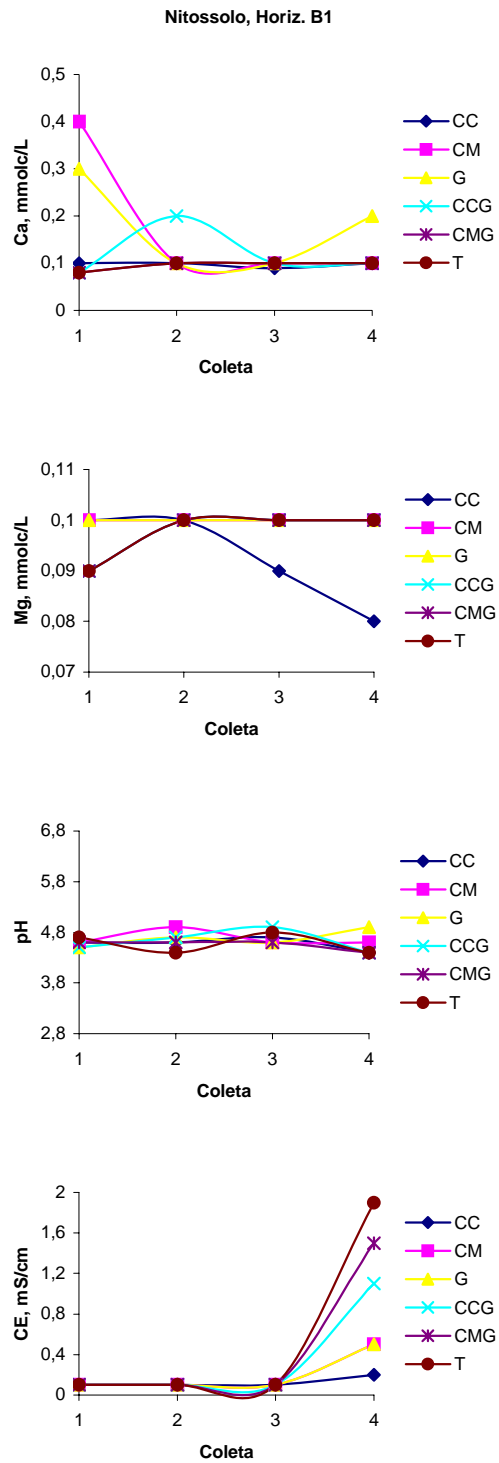 Nitossolo, Horiz. B1
Ca, mmolc/L
0,5
0,4
0,3
0,2
0,1
0
1 2 3 4
Coleta
CC
CM
G
CCG
CMG
T
Mg, mmolc/L
0,11
0,1
0,09
0,08
0,07
1 2 3 4
Coleta
CC
CM
G
CCG
CMG
T
pH
6,8
5,8
4,8
3,8
2,8
1 2 3 4
Coleta
CC
CM
G
CCG
CMG
T
CE, mS/cm
2
1,6
1,2
0,8
0,4
0
1 2 3 4
Coleta
CC
CM
G
CCG
CMG
T